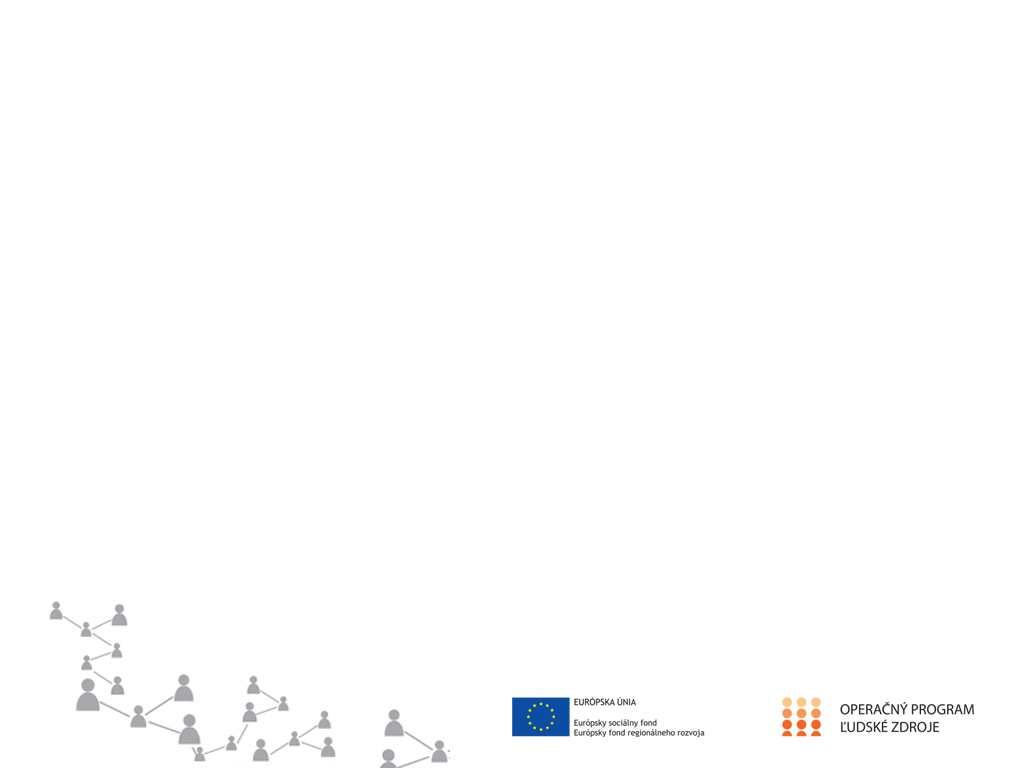 EURÓPSKA ÚNIA
Európsky sociálny fond
Európsky fond regionálneho rozvoja
OPERAČNÝ PROGRAM
ĽUDSKÉ ZDROJE